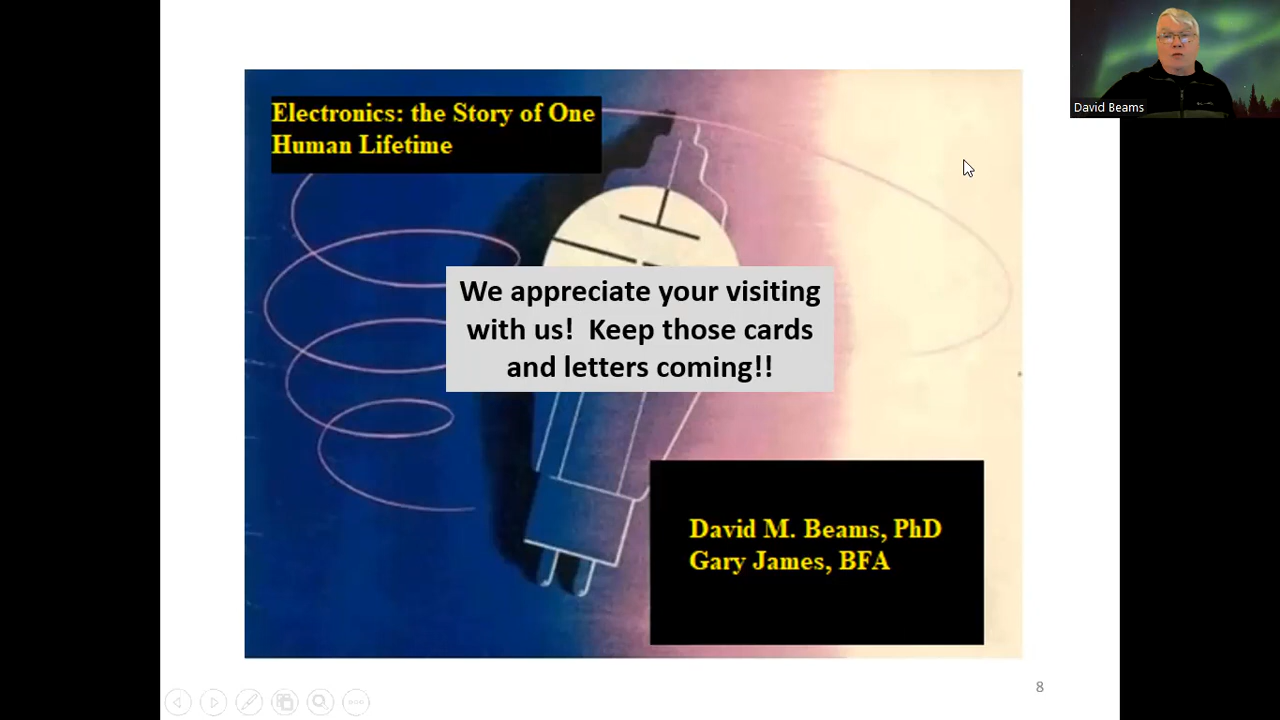 Electronics: the Story of One
Human Lifetime
We appreciate your visiting
with us!  Keep those cards
and letters coming!!
David M. Beams, PhD
Gary James, BFA
8
David Beams